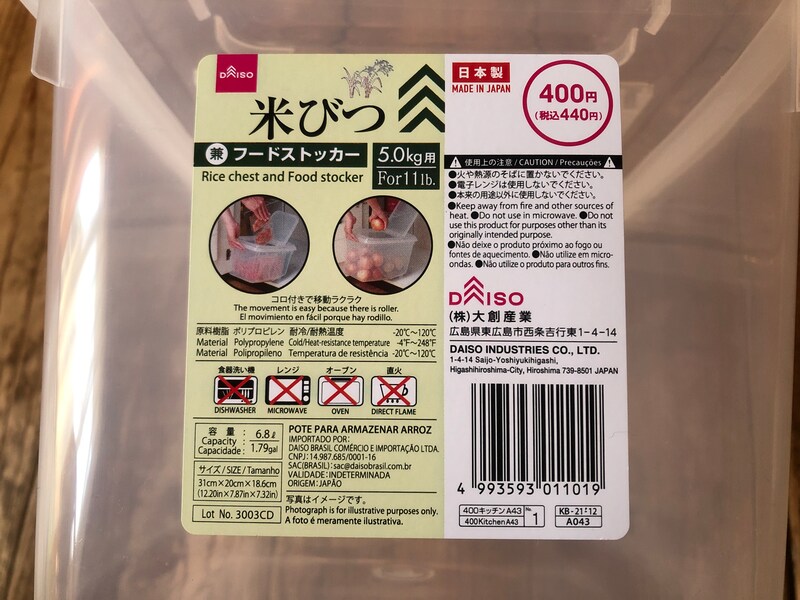 DAISO
米びつ
兼 フードストッカー
Rice chest and Food stocker
5.0kg用
For11lb.
コロ付きで移動ラクラク
The movement is easy because there is roller.
El movimiento en fácil porque hay rodillo.
原料樹脂 ポリプロピレン 耐冷/耐熱温度 -20℃〜120℃
Material Polypropylene Cold/Heat-resistance temperature -4°F〜248°F
Material Polipropileno Temperatura de resistência -20℃〜120℃
食器洗い機 レンジ オーブン 直火
DISHWASHER MICROWAVE OVEN DIRECT FLAME
容量
Capacity
Capacidade
:
6.8ℓ
1.79gal
サイズ / SIZE / Tamanho
31cm×20cm×18.6cm
(12.20in×7.87in×7.32in)
Lot No. 3003CD
POTE PARA ARMAZENAR ARROZ
IMPORTADO POR:
DAISO BRASIL COMÉRCIO E IMPORTAÇÃO LTDA.
CNPJ: 14.987.685/0001-16
SAC(BRASIL):sac@daisobrasil.com.br
VALIDADE:INDETERMINADA
ORIGEM:JAPÃO
写真はイメージです。
Photograph is for illustrative purposes only.
A foto é meramente ilustrativa.
日本製
MADE IN JAPAN
400円
(税込440円)
使用上の注意 / CAUTION / Precauções
●火や熱源のそばに置かないでください。
●電子レンジは使用しないでください。
●本来の用途以外に使用しないでください。
●Keep away from fire and other sources of
heat. ●Do not use in microwave. ●Do not
use this product for purposes other than its
originally intended purpose.
●Não deixe o produto próximo ao fogo ou
fontes de aquecimento. ●Não utilize em micro-
ondas. ●Não utilize o produto para outros fins.
DAISO
(株)大創産業
広島県東広島市西条吉行東1-4-14
DAISO INDUSTRIES CO., LTD.
1-4-14 Saijo-Yoshiyukihigashi,
Higashihiroshima-City, Hiroshima 739-8501 JAPAN
4 993593 011019
400キッチンA43
400KitchenA43
No. 1
KB-21-12
A043